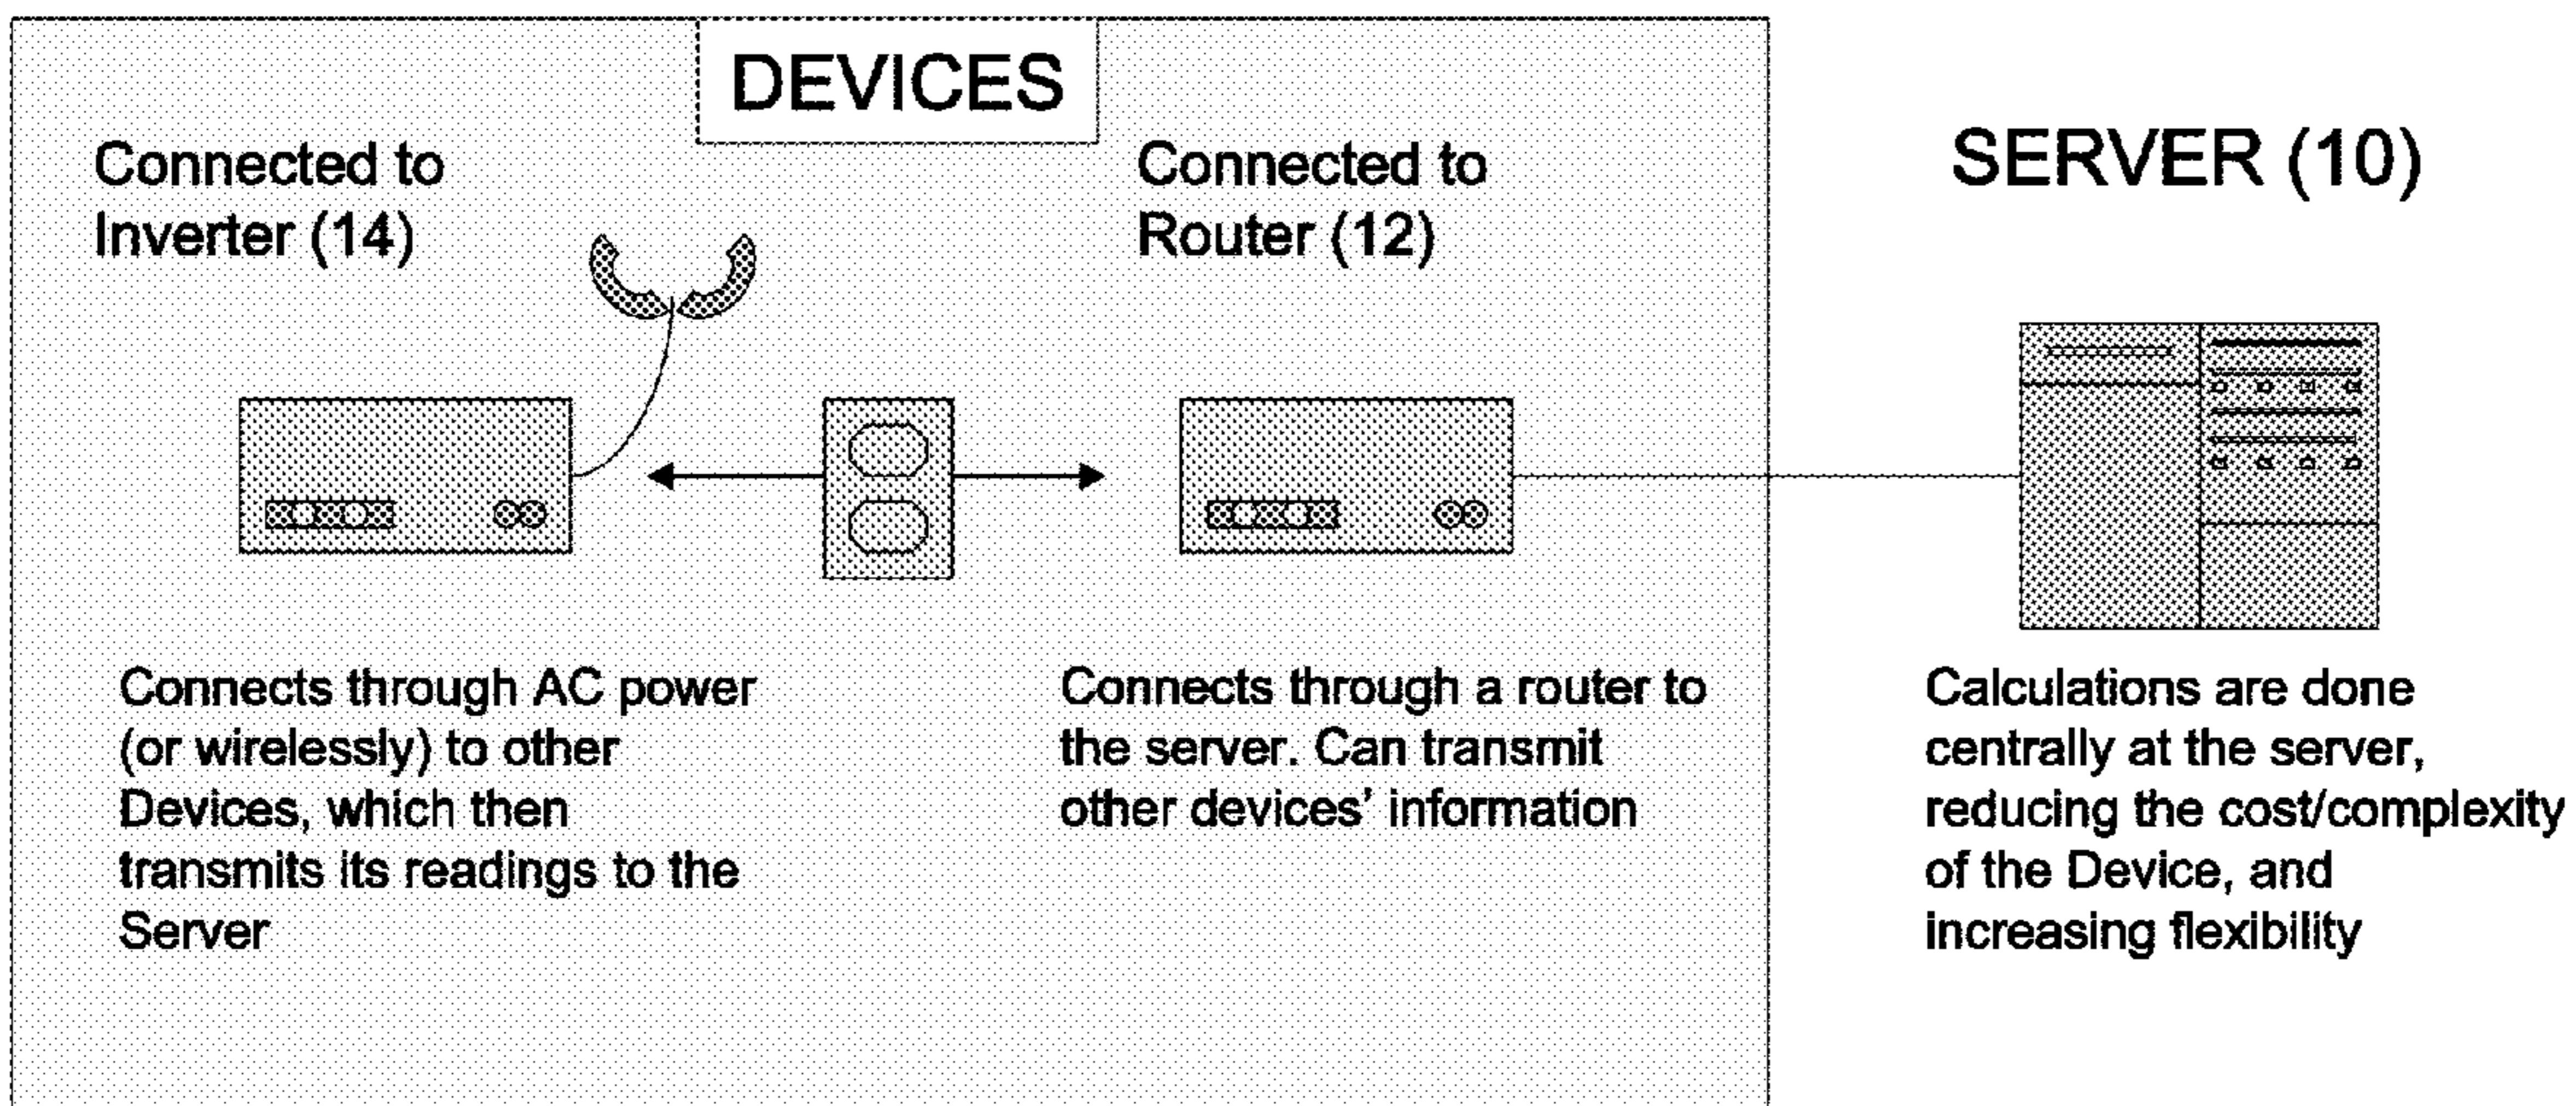 DEVICES
Connected to
Inverter (14)
Connected to
Router (12)
SERVER (10)
Connects through AC power
(or wirelessly) to other
Devices, which then
transmits its readings to the
Server
Connects through a router to
the server. Can transmit
other devices' information
Calculations are done
centrally at the server,
reducing the cost/complexity
of the Device, and
increasing flexibility